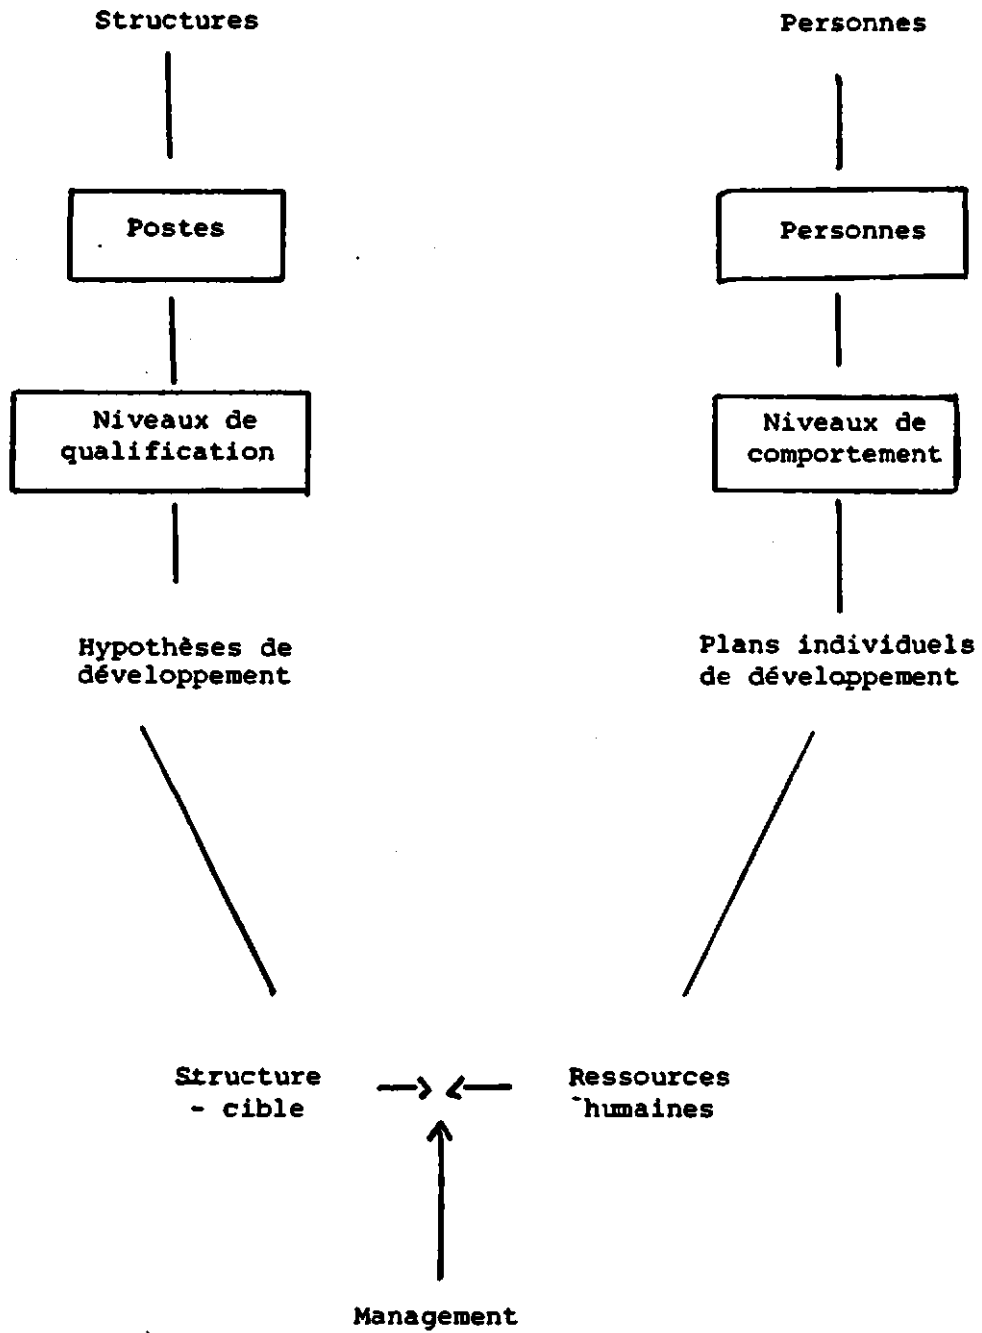 Structures
Personnes
Postes
Personnes
Niveaux de
qualification
Niveaux de
comportement
Hypothèses de
développement
Plans individuels
de développement
Structure
- cible
Ressources
humaines
Management